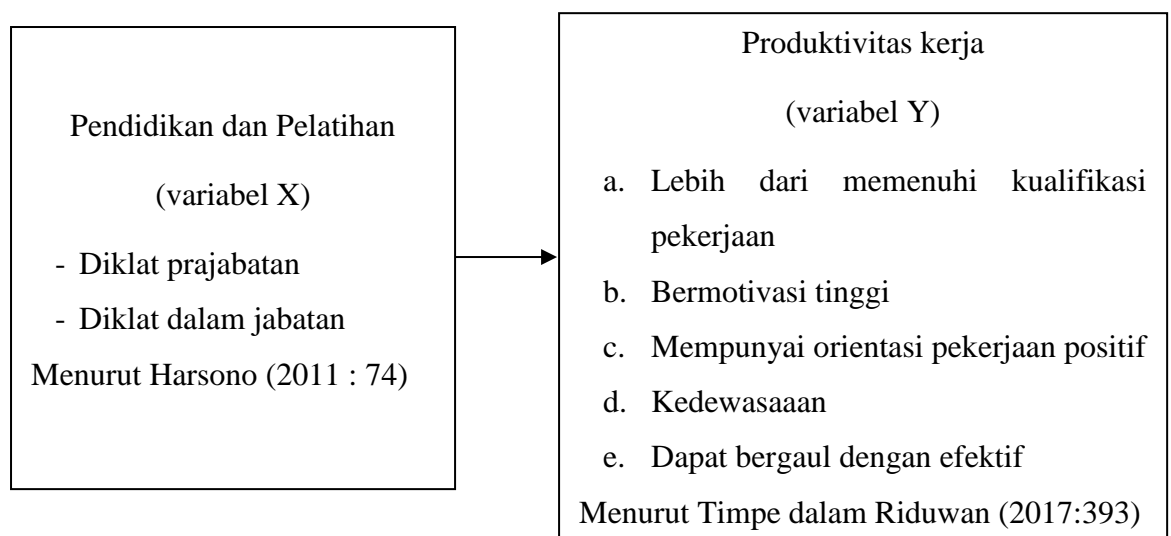 Pendidikan dan Pelatihan
(variabel X)
- Diklat prajabatan
- Diklat dalam jabatan
Menurut Harsono (2011 : 74)
Produktivitas kerja
(variabel Y)
a. Lebih dari memenuhi kualifikasi
pekerjaan
b. Bermotivasi tinggi
c. Mempunyai orientasi pekerjaan positif
d. Kedewasaaan
e. Dapat bergaul dengan efektif
Menurut Timpe dalam Riduwan (2017:393)